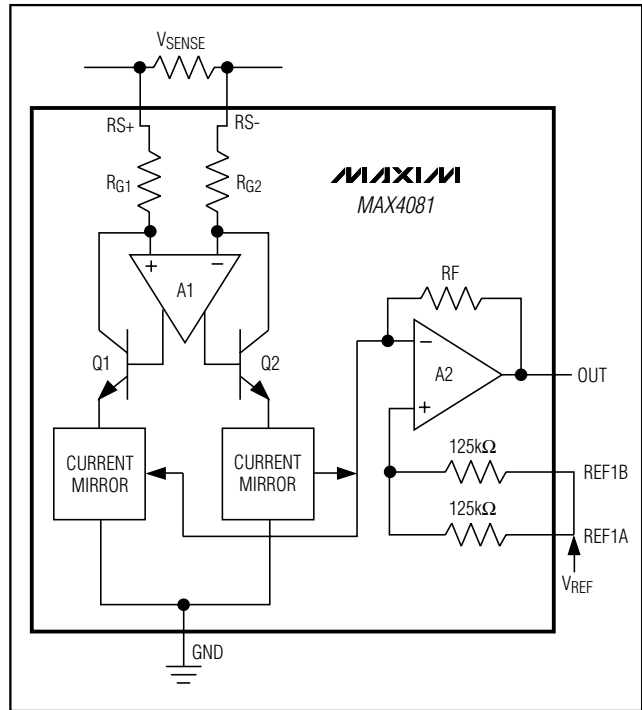 VSENSE
RS+ RS-
RG1 RG2
MAXIM
MAX4081
+ −
A1
RF
Q1 Q2
−
A2
+
OUT
CURRENT
MIRROR
CURRENT
MIRROR
125kΩ
REF1B
125kΩ
REF1A
VREF
GND